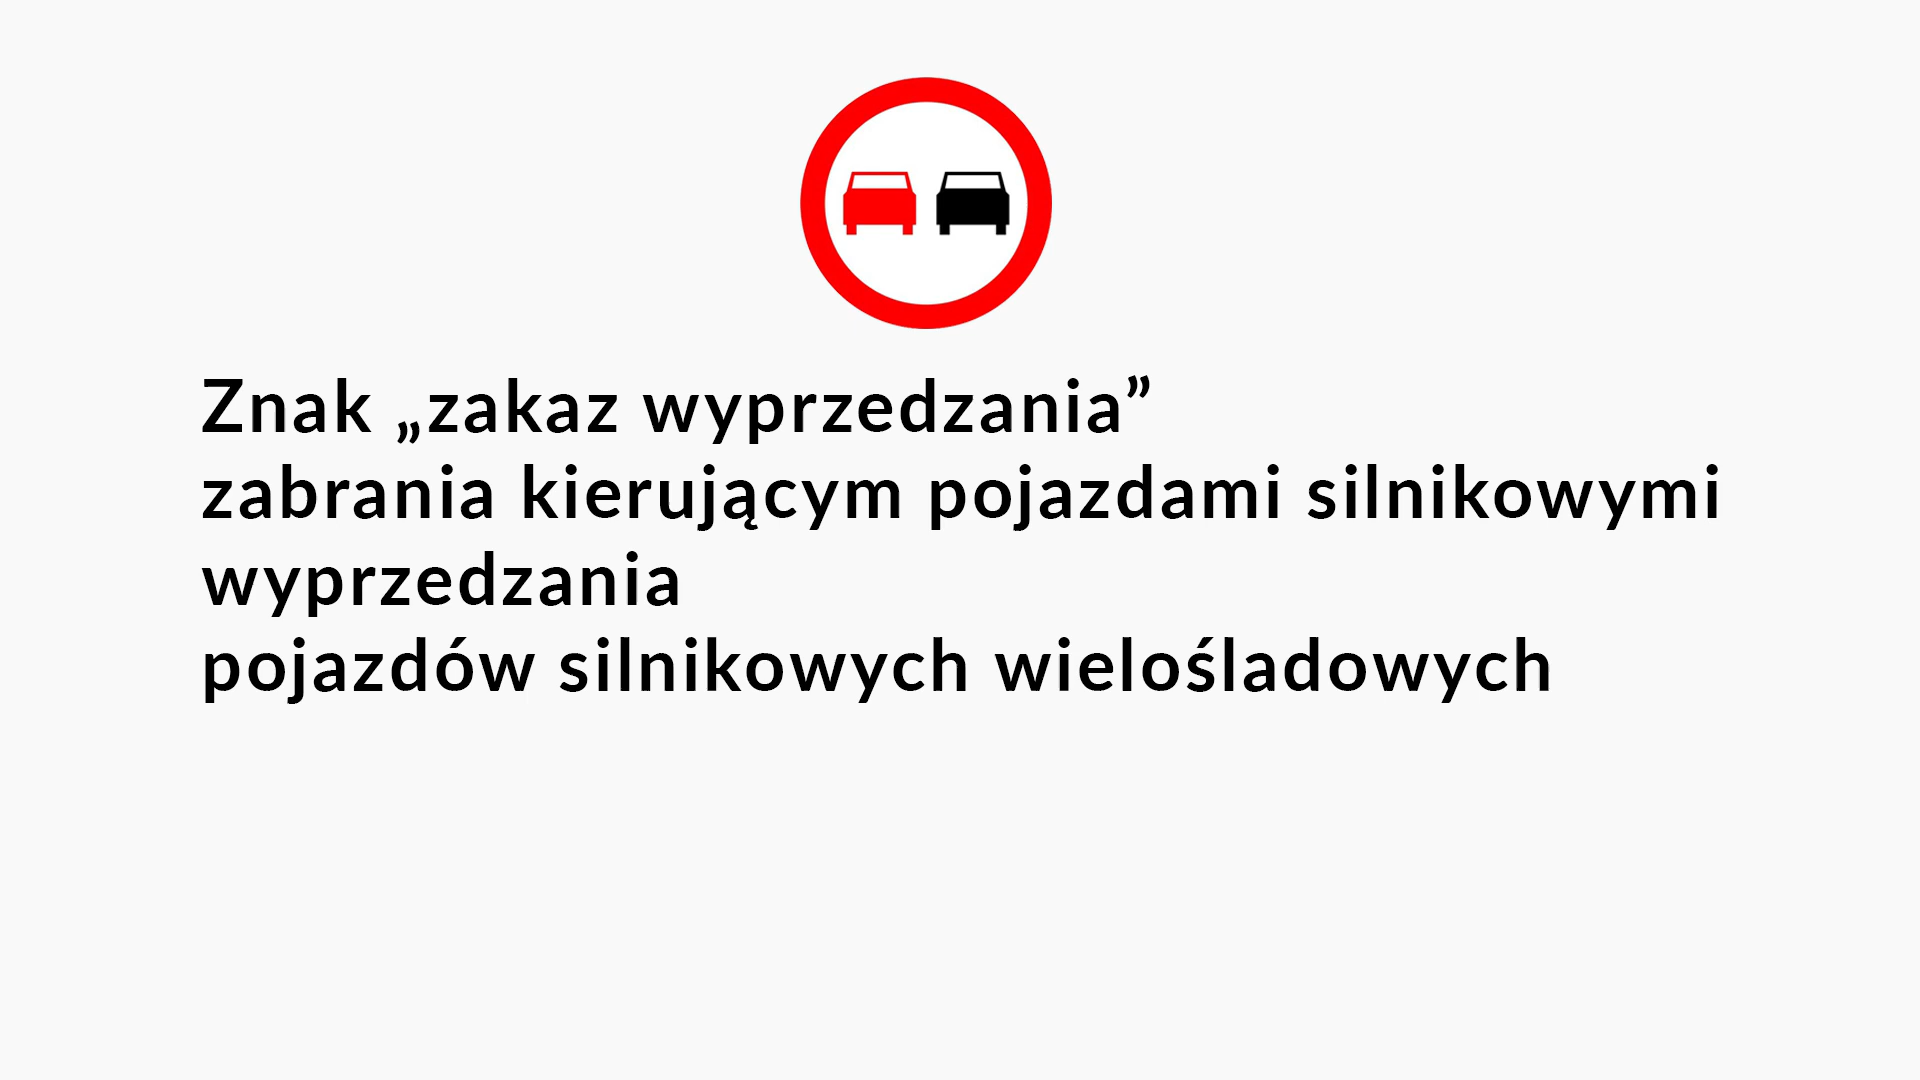 Znak „zakaz wyprzedzania”
zabrania kierującym pojazdami silnikowymi
wyprzedzania
pojazdów silnikowych wielośladowych